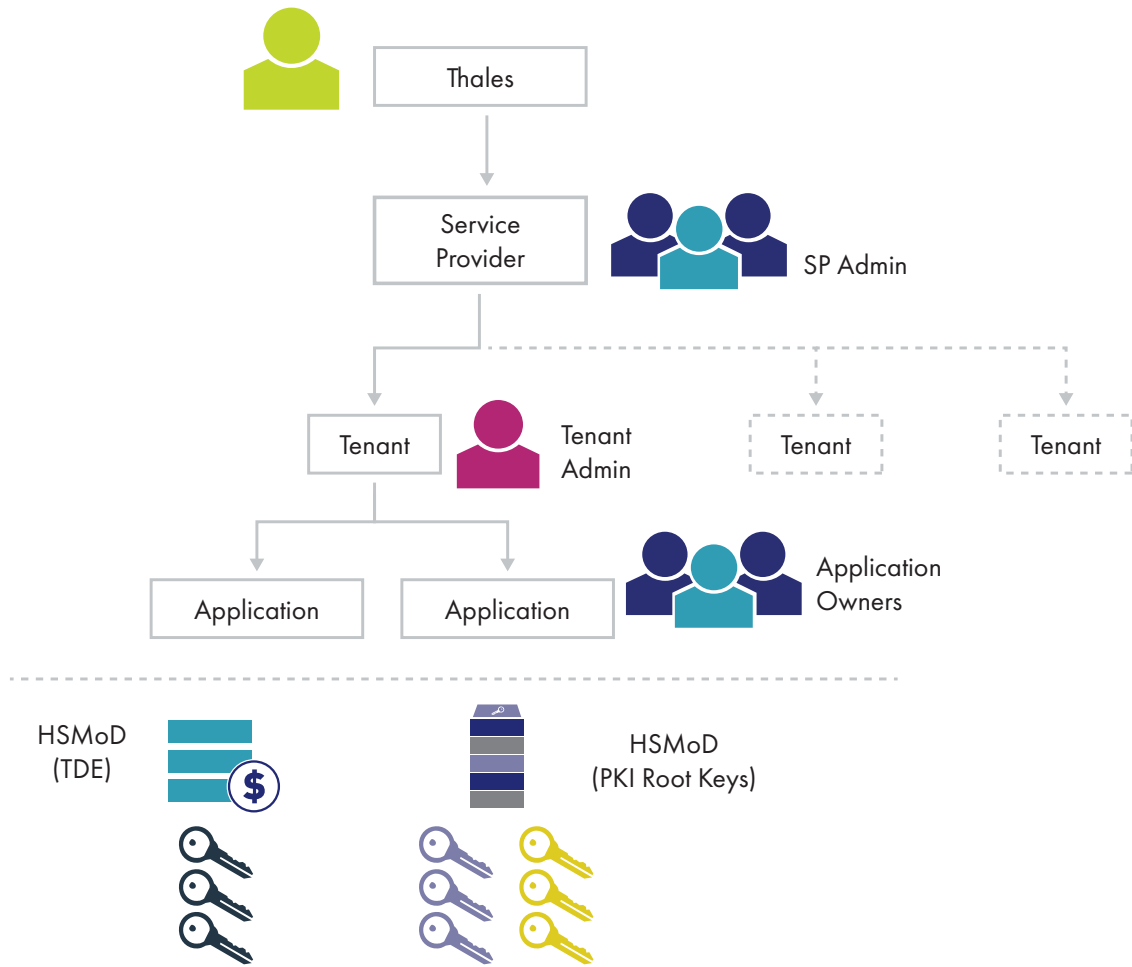 Thales
Service
Provider
SP Admin
Tenant
Tenant
Admin
Tenant
Tenant
Application
Application
Application
Owners
HSMoD
(TDE)
$
HSMoD
(PKI Root Keys)